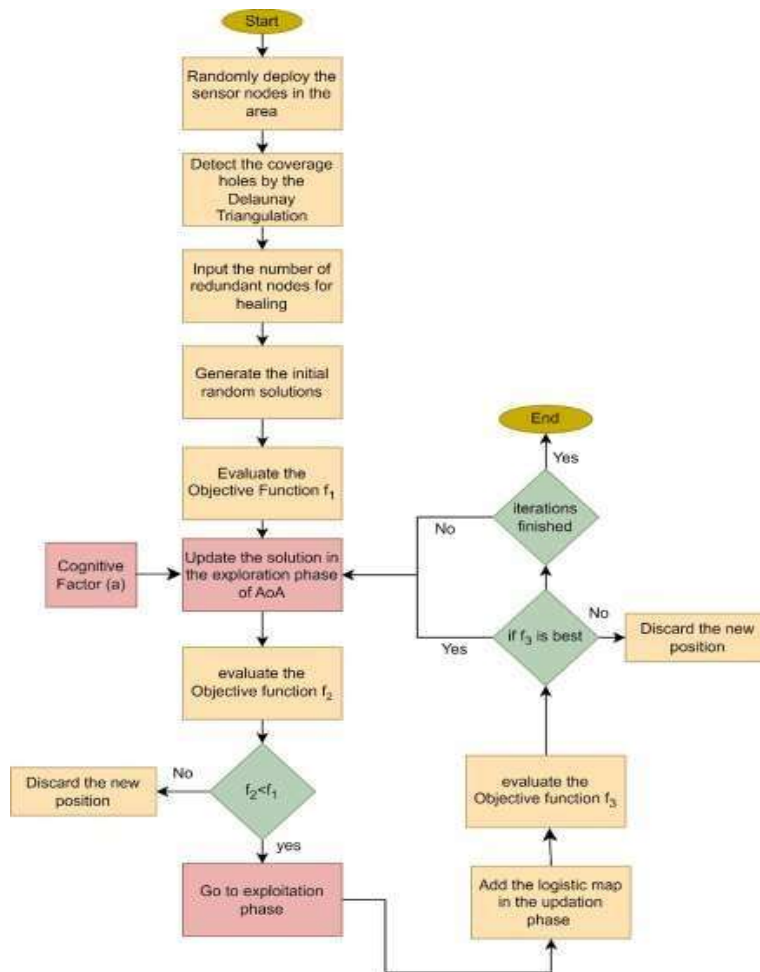 Start
Randomly deploy the
sensor nodes in the
area
Detect the coverage
holes by the
Delaunay
Triangulation
Input the number of
redundant nodes for
healing
Generate the initial
random solutions
Evaluate the
Objective Function f₁
Cognitive
Factor (a)
Update the solution in
the exploration phase
of AoA
evaluate the
Objective function f₂
f₂<f₁
No
Discard the new
position
yes
Go to exploitation
phase
Add the logistic map
in the updation
phase
evaluate the
Objective function f₃
if f₃ is best
No
Discard the new
position
Yes
iterations
finished
No
Yes
End